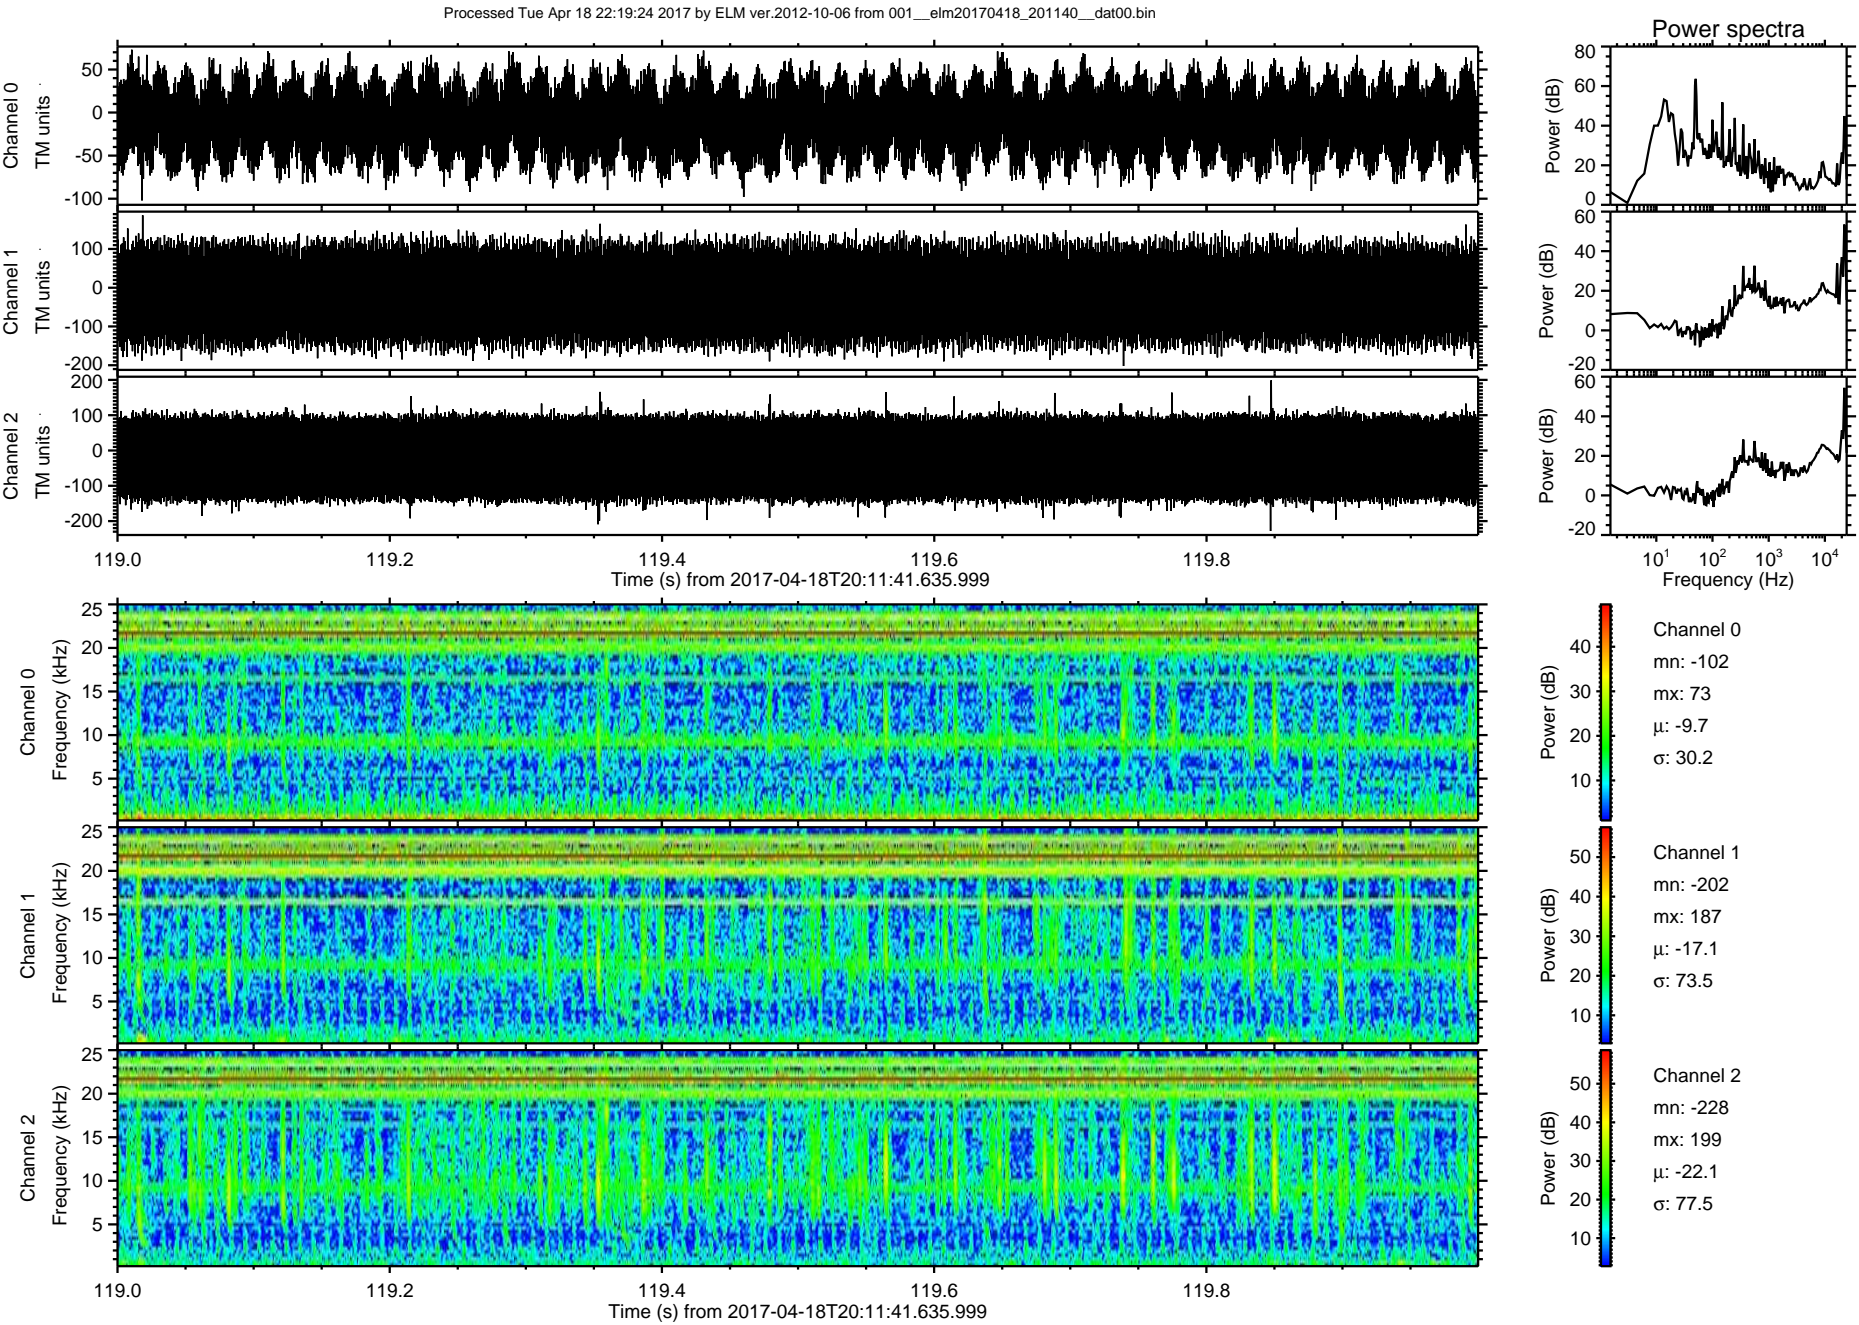 Processed Tue Apr 18 22:19:24 2017 by ELM ver.2012-10-06 from 001__elm20170418_201140__dat00.bin
Power spectra
Channel 0
TM units
50
0
-50
-100
Power (dB)
80
60
40
20
0
Channel 1
TM units
100
0
-100
-200
Power (dB)
60
40
20
0
-20
Channel 2
TM units
200
100
0
-100
-200
Power (dB)
60
40
20
0
-20
119.0 119.2 119.4 119.6 119.8
Time (s) from 2017-04-18T20:11:41.635.999
10^1 10^2 10^3 10^4
Frequency (Hz)
Channel 0
Frequency (kHz)
25
20
15
10
5
Power (dB)
40
30
20
10
Channel 0
mn: -102
mx: 73
μ: -9.7
σ: 30.2
Channel 1
Frequency (kHz)
25
20
15
10
5
Power (dB)
50
40
30
20
10
Channel 1
mn: -202
mx: 187
μ: -17.1
σ: 73.5
Channel 2
Frequency (kHz)
25
20
15
10
5
Power (dB)
50
40
30
20
10
Channel 2
mn: -228
mx: 199
μ: -22.1
σ: 77.5
119.0 119.2 119.4 119.6 119.8
Time (s) from 2017-04-18T20:11:41.635.999